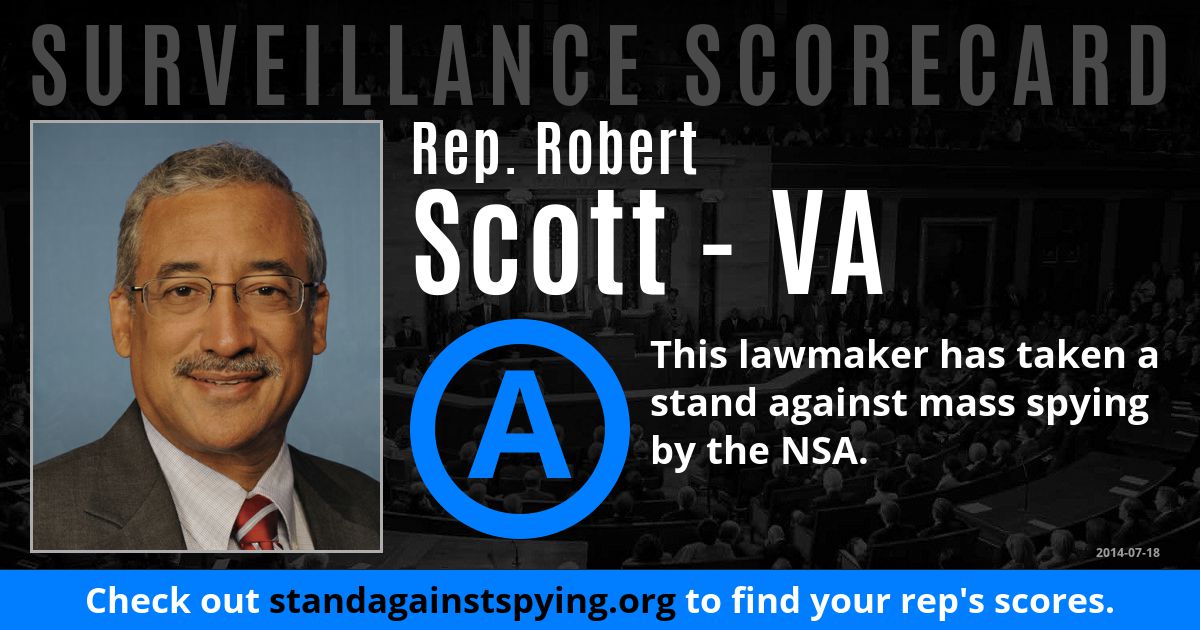 SURVEILLANCE SCORECARD
Rep. Robert
Scott - VA
A
This lawmaker has taken a
stand against mass spying
by the NSA.
2014-07-18
Check out standagainstspying.org to find your rep's scores.